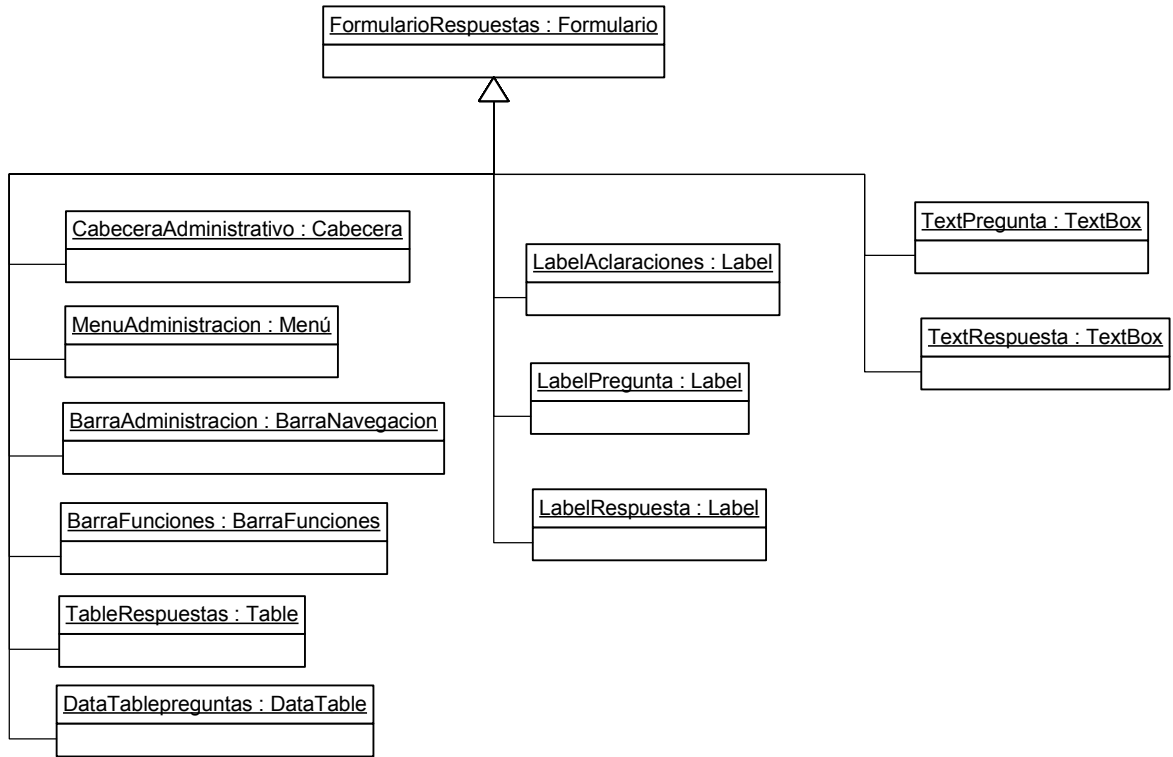 FormularioRespuestas : Formulario
CabeceraAdministrativo : Cabecera
MenuAdministracion : Menú
BarraAdministracion : BarraNavegacion
BarraFunciones : BarraFunciones
TableRespuestas : Table
DataTablepreguntas : DataTable
LabelAclaraciones : Label
LabelPregunta : Label
LabelRespuesta : Label
TextPregunta : TextBox
TextRespuesta : TextBox